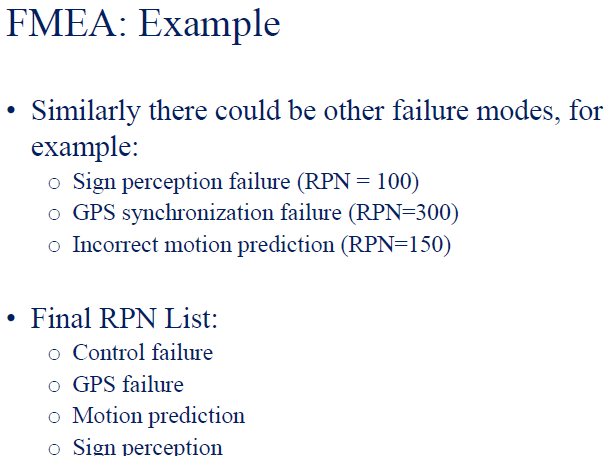 FMEA: Example
• Similarly there could be other failure modes, for
example:
o Sign perception failure (RPN = 100)
o GPS synchronization failure (RPN=300)
o Incorrect motion prediction (RPN=150)
• Final RPN List:
o Control failure
o GPS failure
o Motion prediction
o Sign perception